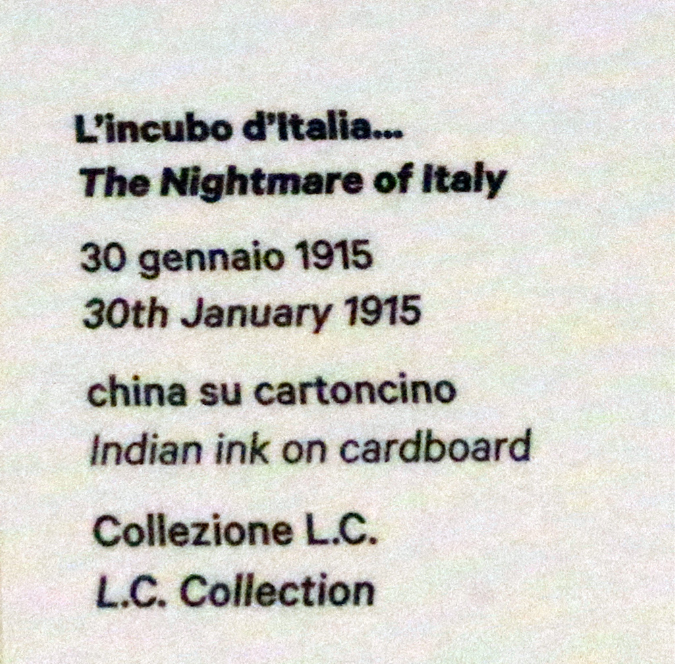 L'incubo d'Italia...
The Nightmare of Italy
30 gennaio 1915
30th January 1915
china su cartoncino
Indian ink on cardboard
Collezione L.C.
L.C. Collection